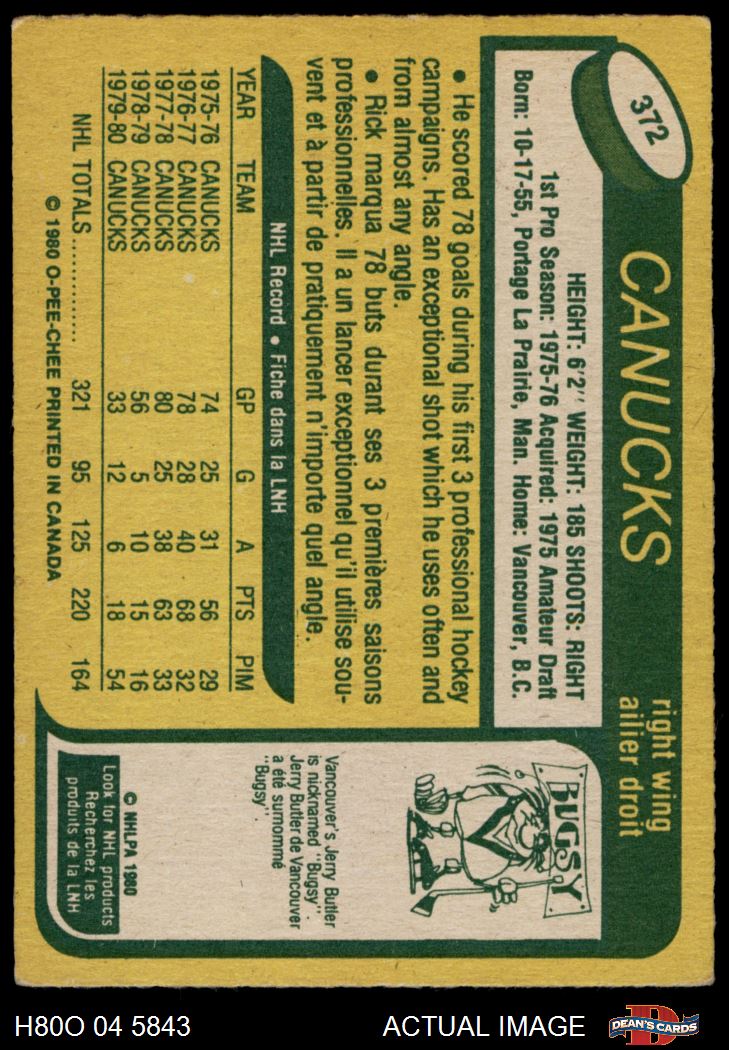 372
CANUCKS
right wing
ailier droit
HEIGHT: 6'2" WEIGHT: 185 SHOOTS: RIGHT
1st Pro Season: 1975-76 Acquired: 1975 Amateur Draft
Born: 10-17-55, Portage La Prairie, Man. Home: Vancouver, B.C.
• He scored 78 goals during his first 3 professional hockey
campaigns. Has an exceptional shot which he uses often and
from almost any angle.
• Rick marqua 78 buts durant ses 3 premières saisons
professionnelles. Il a un lancer exceptionnel qu'il utilise sou-
vent et à partir de pratiquement n'importe quel angle.
NHL Record • Fiche dans la LNH
YEAR TEAM GP G A PTS PIM
1975-76 CANUCKS 74 25 31 56 29
1976-77 CANUCKS 78 28 40 68 32
1977-78 CANUCKS 80 25 38 63 33
1978-79 CANUCKS 56 5 10 15 16
1979-80 CANUCKS 33 12 6 18 54
NHL TOTALS .............. 321 95 125 220 164
© 1980 O-PEE-CHEE PRINTED IN CANADA
BUGSY
Vancouver's Jerry Butler
is nicknamed "Bugsy".
Jerry Butler de Vancouver
a été surnommé
"Bugsy".
© NHLPA 1980
Look for NHL products
Recherchez les
produits de la LNH
H80O 04 5843
ACTUAL IMAGE
DEAN'S CARDS